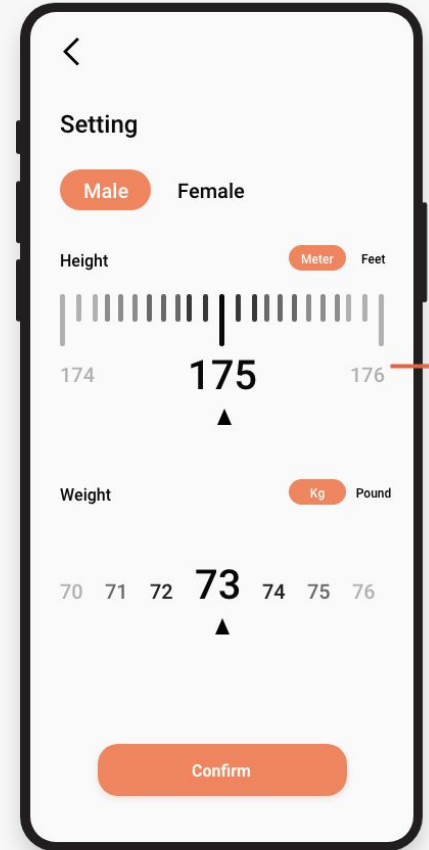 Setting
Male Female
Height Meter Feet
174 175 176
Weight Kg Pound
70 71 72 73 74 75 76
Confirm